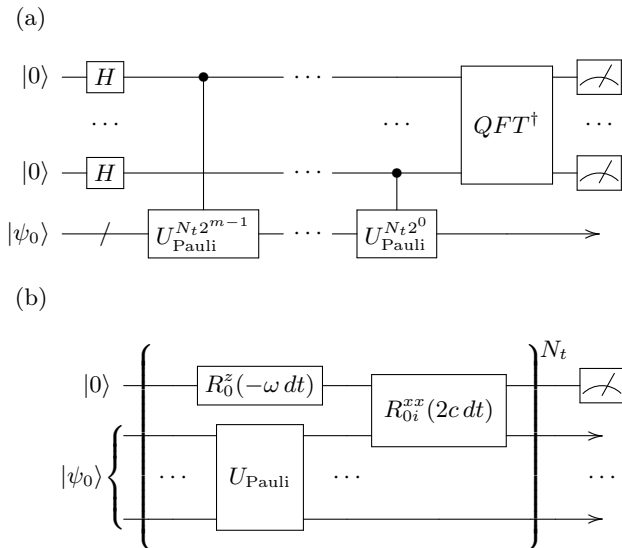 (a)
|0⟩ H ···
··· ··· QFT† ···
|0⟩ H ···
|ψ₀⟩ / U_Pauli^{N_t 2^{m−1}} ··· U_Pauli^{N_t 2^0}
(b)
N_t
|0⟩ R_0^z(−ω dt) R_{0i}^{xx}(2c dt)
|ψ₀⟩ ··· U_Pauli ··· ···